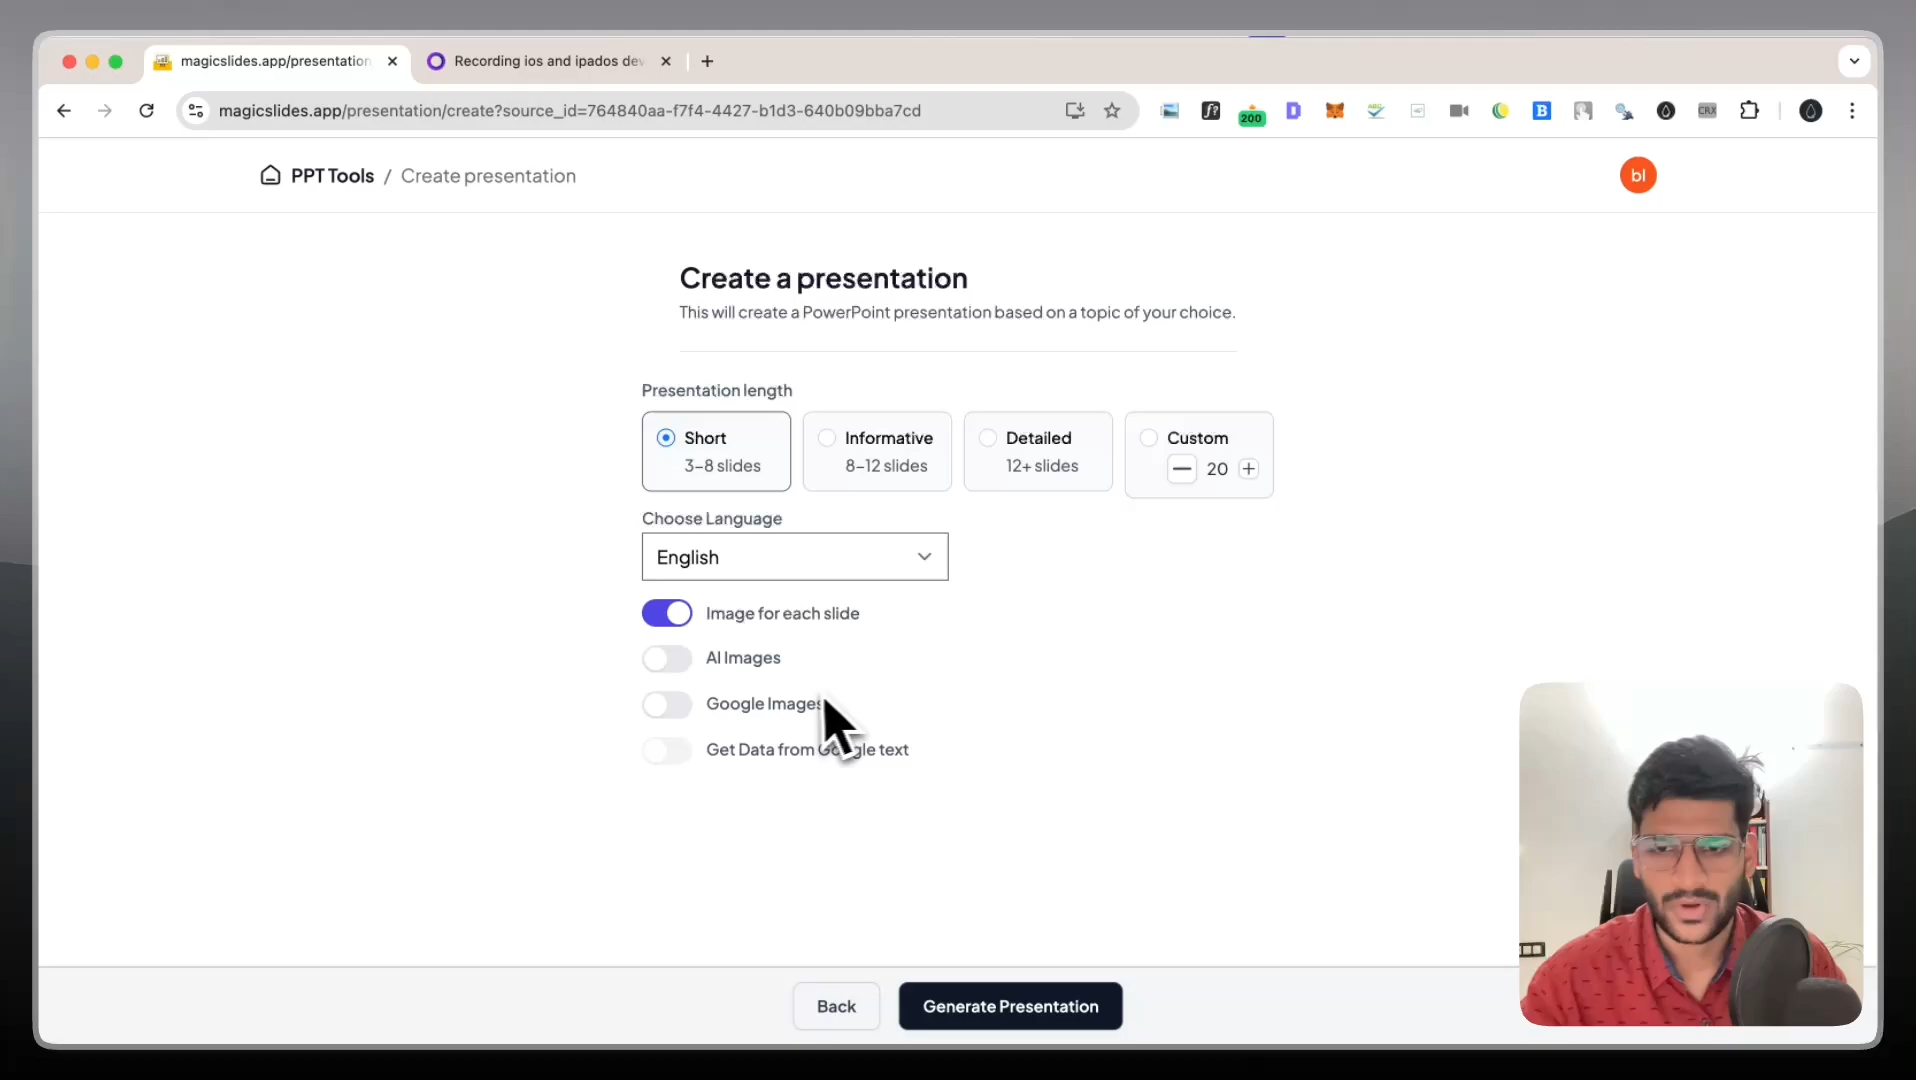 magicslides.app/presentation
Recording ios and ipados dev
magicslides.app/presentation/create?source_id=764840aa-f7f4-4427-b1d3-640b09bba7cd
200
D
B
CRX
PPT Tools / Create presentation
bl
Create a presentation
This will create a PowerPoint presentation based on a topic of your choice.
Presentation length
Short
3–8 slides
Informative
8–12 slides
Detailed
12+ slides
Custom
20
Choose Language
English
Image for each slide
AI Images
Google Images
Get Data from Google text
Back
Generate Presentation